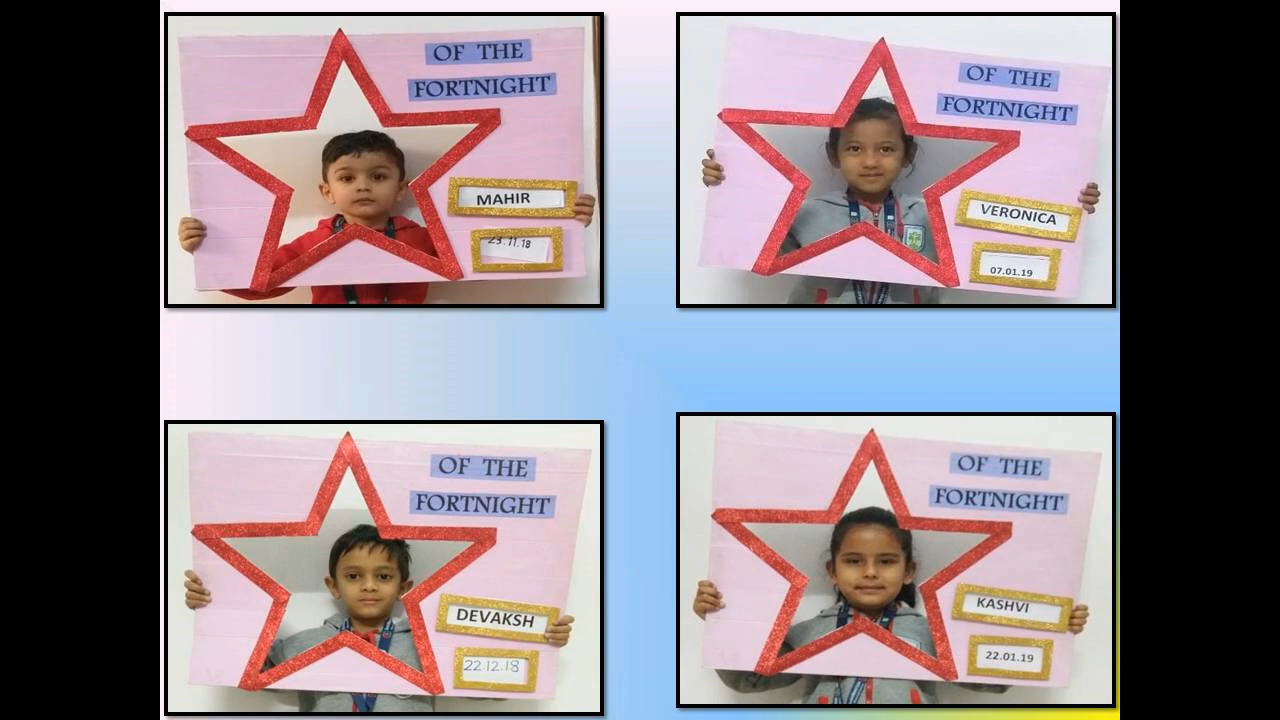 OF THE
FORTNIGHT
MAHIR
23.11.18
OF THE
FORTNIGHT
VERONICA
07.01.19
OF THE
FORTNIGHT
DEVAKSH
22.12.18
OF THE
FORTNIGHT
KASHVI
22.01.19